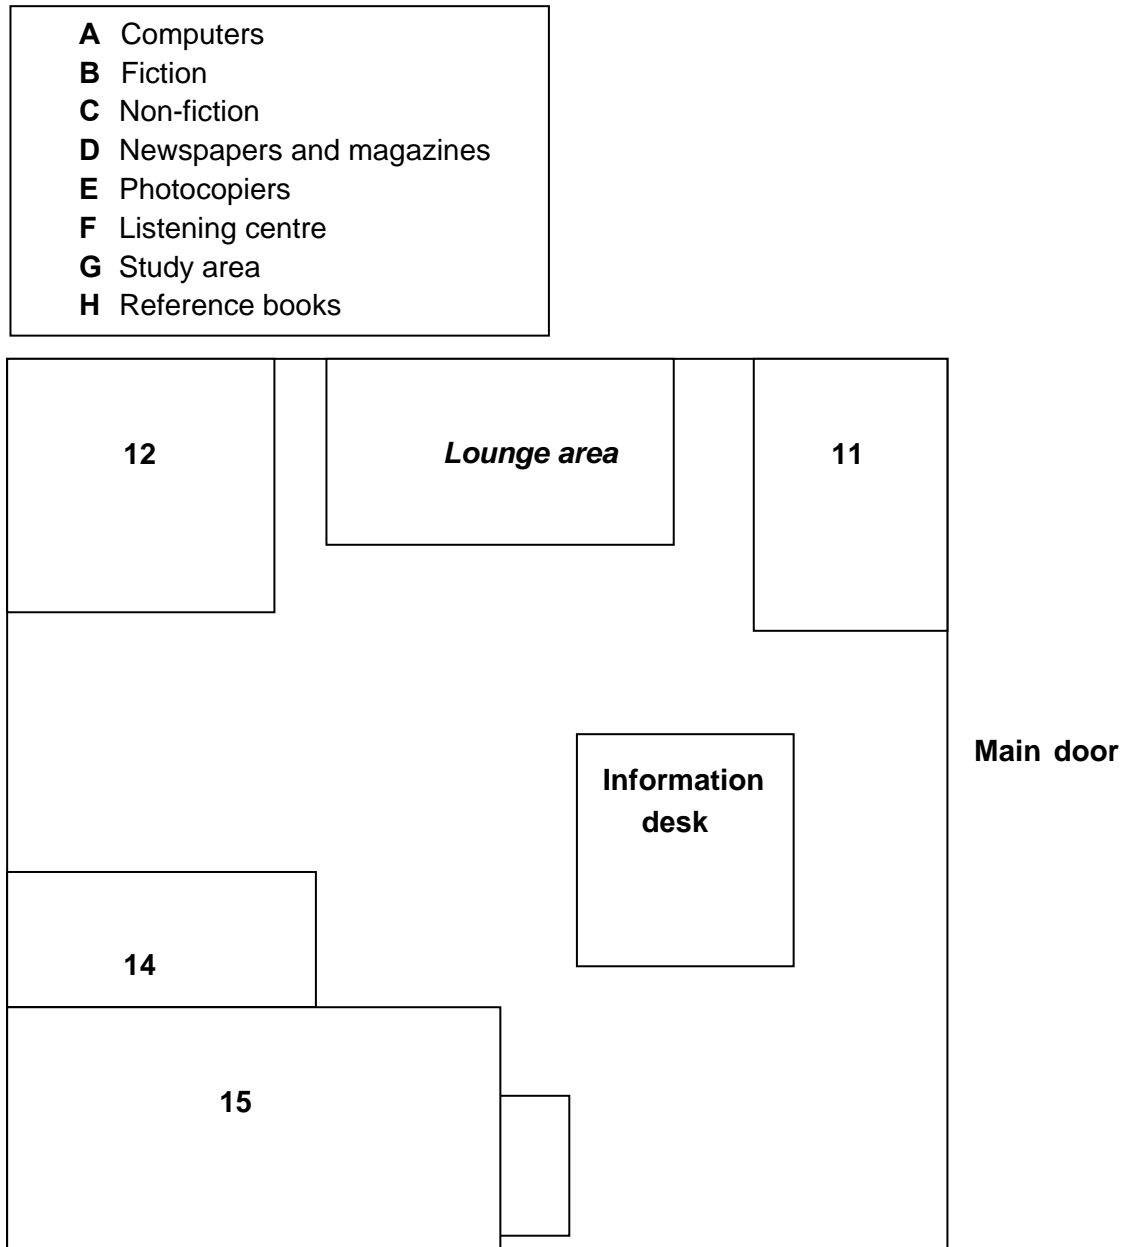 A Computers
B Fiction
C Non-fiction
D Newspapers and magazines
E Photocopiers
F Listening centre
G Study area
H Reference books
12
Lounge area
11
Main door
Information
desk
14
15